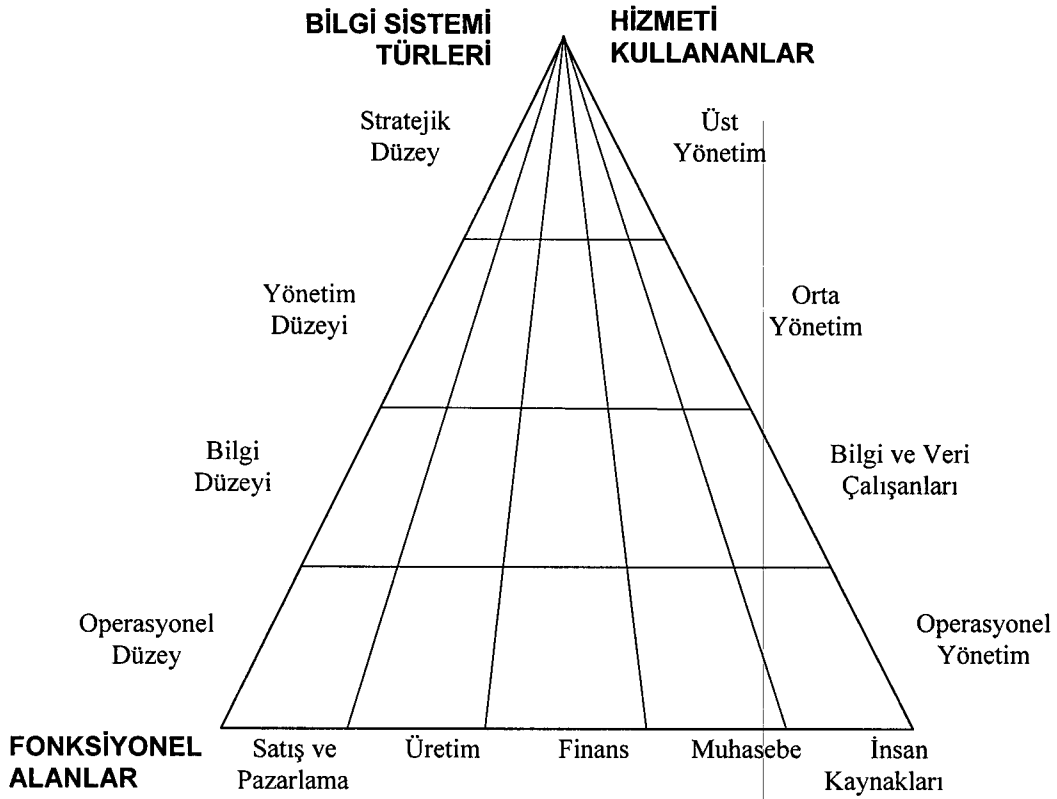 BİLGİ SİSTEMİ
TÜRLERİ
HİZMETİ
KULLANANLAR
Stratejik
Düzey
Üst
Yönetim
Yönetim
Düzeyi
Orta
Yönetim
Bilgi
Düzeyi
Bilgi ve Veri
Çalışanları
Operasyonel
Düzey
Operasyonel
Yönetim
FONKSİYONEL
ALANLAR
Satış ve
Pazarlama
Üretim
Finans
Muhasebe
İnsan
Kaynakları